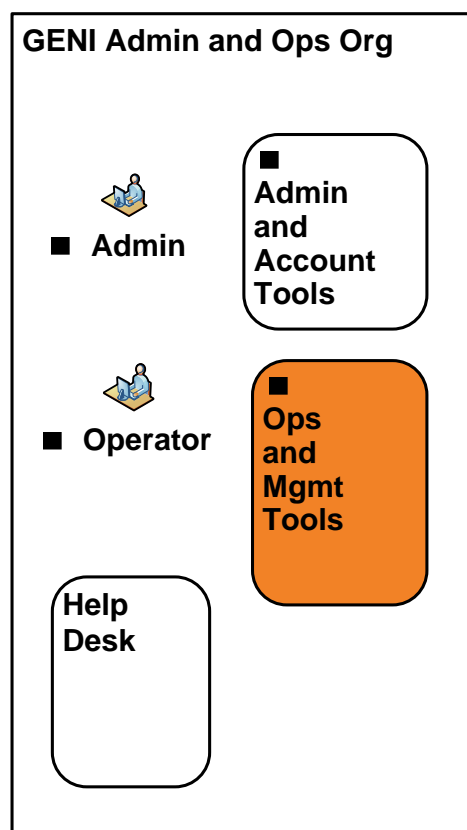 GENI Admin and Ops Org
■
Admin
and
Account
Tools
■ Admin
■
Ops
and
Mgmt
Tools
■ Operator
Help
Desk